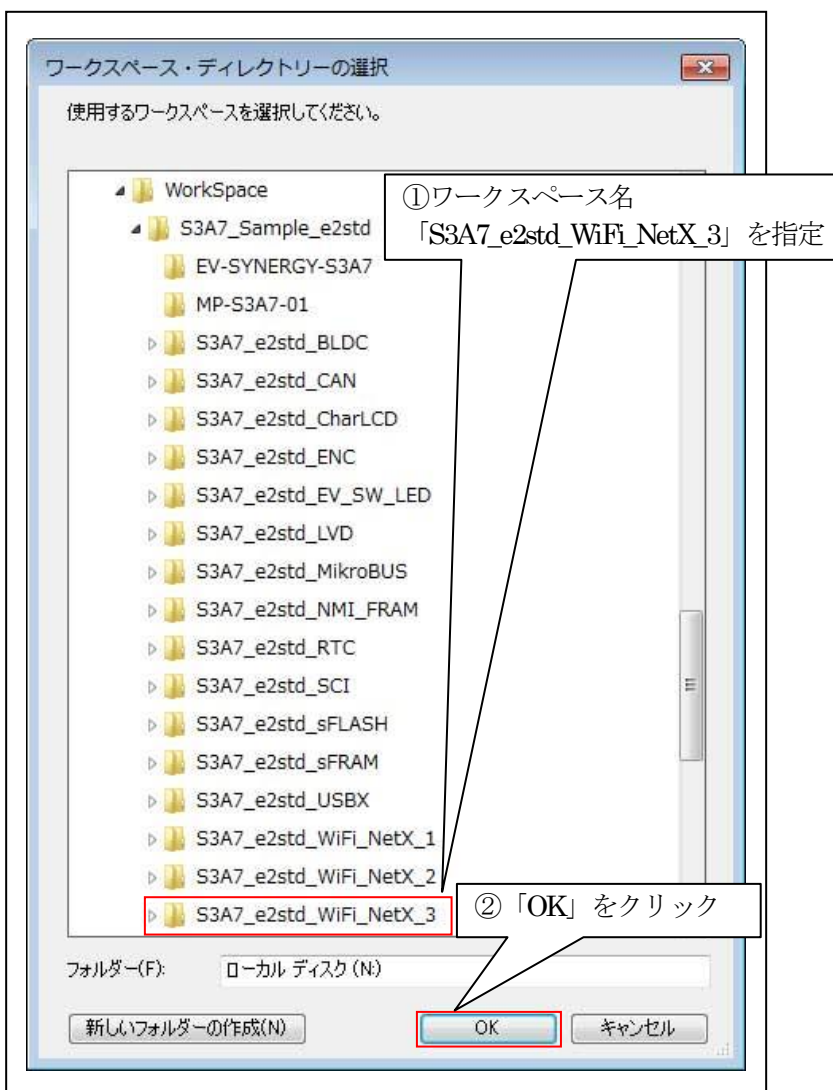 ワークスペース・ディレクトリーの選択
使用するワークスペースを選択してください。
WorkSpace
①ワークスペース名
「S3A7_e2std_WiFi_NetX_3」を指定
S3A7_Sample_e2std
EV-SYNERGY-S3A7
MP-S3A7-01
S3A7_e2std_BLDC
S3A7_e2std_CAN
S3A7_e2std_CharLCD
S3A7_e2std_ENC
S3A7_e2std_EV_SW_LED
S3A7_e2std_LVD
S3A7_e2std_MikroBUS
S3A7_e2std_NMI_FRAM
S3A7_e2std_RTC
S3A7_e2std_SCI
S3A7_e2std_sFLASH
S3A7_e2std_sFRAM
S3A7_e2std_USBX
S3A7_e2std_WiFi_NetX_1
S3A7_e2std_WiFi_NetX_2
S3A7_e2std_WiFi_NetX_3
②「OK」をクリック
フォルダー(F): ローカル ディスク (N:)
新しいフォルダーの作成(N) OK キャンセル